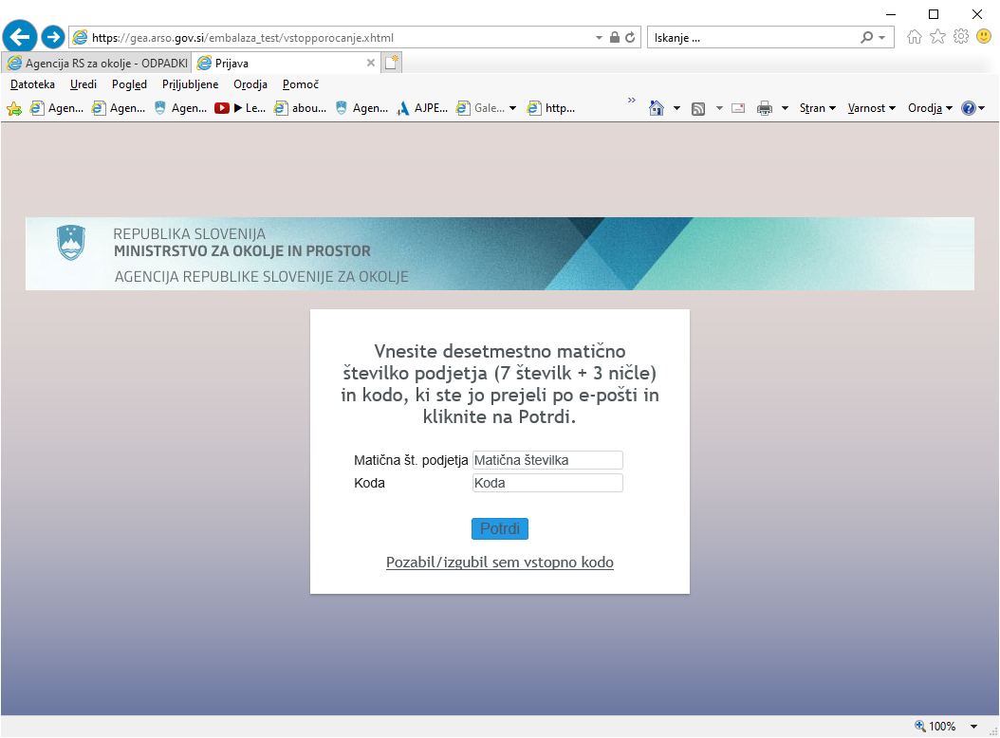 https://gea.arso.gov.si/embalaza_test/vstopporocanje.xhtml
Iskanje ...
Agencija RS za okolje - ODPADKI
Prijava
Datoteka Uredi Pogled Priljubljene Orodja Pomoč
Agen... Agen... Agen... Le... abou... Agen... AJPE... Gale... http... » Stran Varnost Orodja
REPUBLIKA SLOVENIJA
MINISTRSTVO ZA OKOLJE IN PROSTOR
AGENCIJA REPUBLIKE SLOVENIJE ZA OKOLJE
Vnesite desetmestno matično
številko podjetja (7 številk + 3 ničle)
in kodo, ki ste jo prejeli po e-pošti in
kliknite na Potrdi.
Matična št. podjetja Matična številka
Koda Koda
Potrdi
Pozabil/izgubil sem vstopno kodo
100%